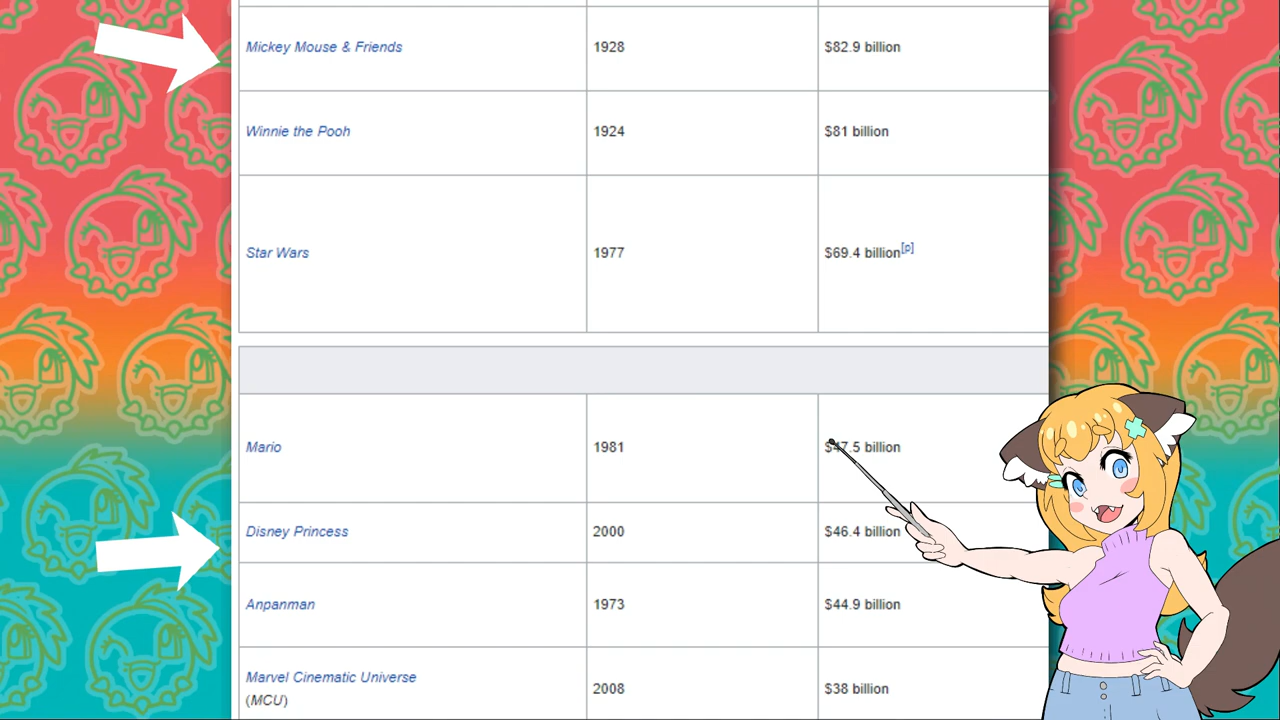 Mickey Mouse & Friends 1928 $82.9 billion
Winnie the Pooh 1924 $81 billion
Star Wars 1977 $69.4 billion[p]
Mario 1981 $47.5 billion
Disney Princess 2000 $46.4 billion
Anpanman 1973 $44.9 billion
Marvel Cinematic Universe
(MCU) 2008 $38 billion